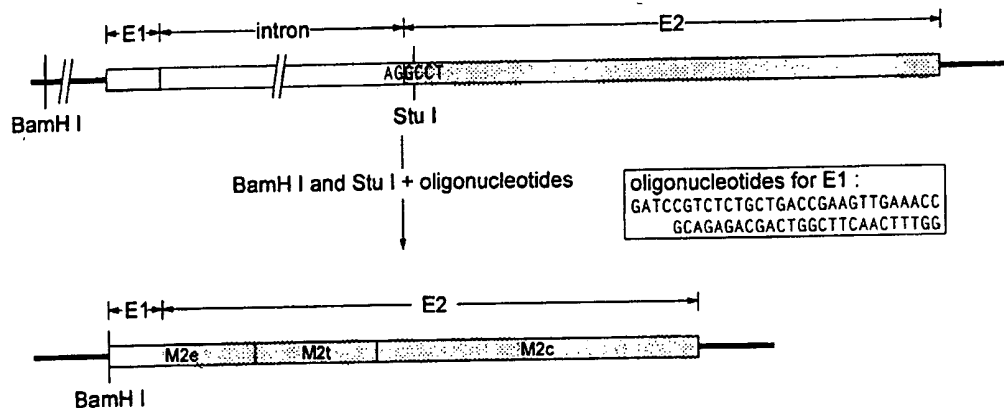 E1 intron E2
AGGCCT
BamH I Stu I
BamH I and Stu I + oligonucleotides
oligonucleotides for E1 :
GATCCGTCTCTGCTGACCGAAGTTGAAACC
GCAGAGACGACTGGCTTCAACTTTGG
E1 E2
M2e M2t M2c
BamH I